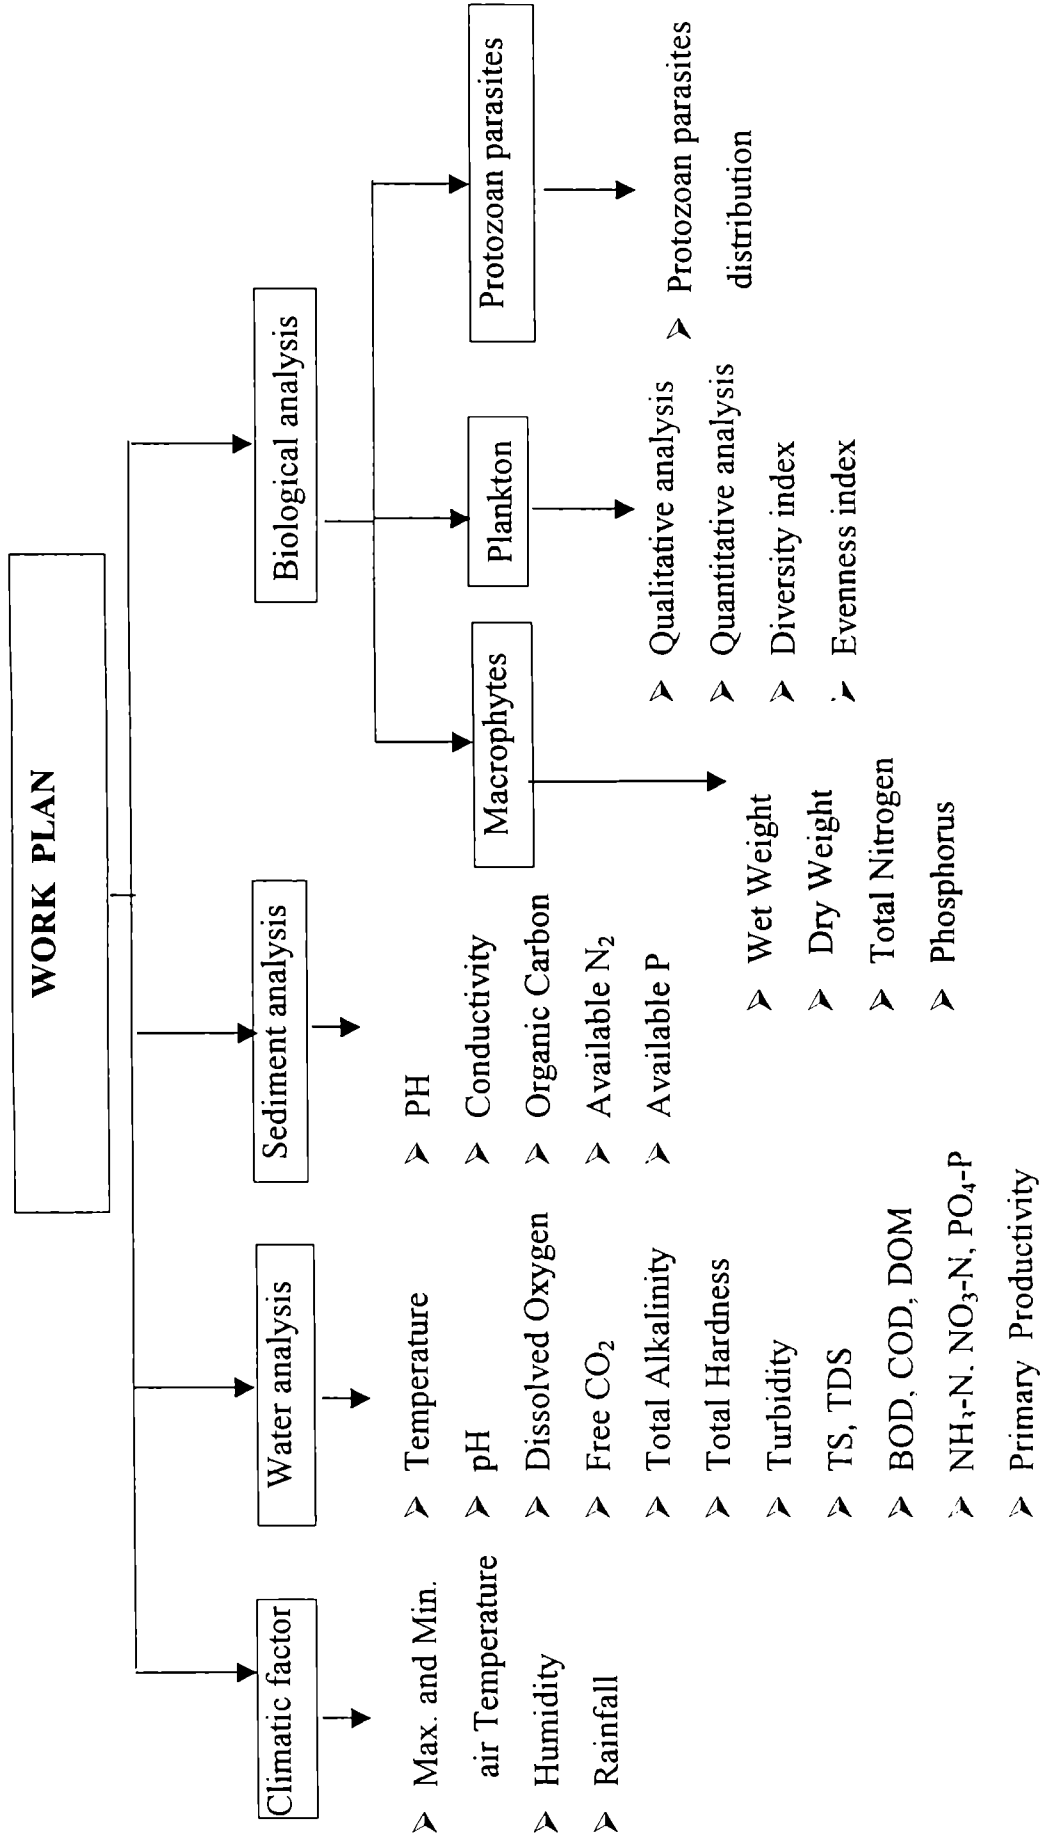 WORK PLAN
Climatic factor
Water analysis
Sediment analysis
Biological analysis
➢ Max. and Min.
air Temperature
➢ Humidity
➢ Rainfall
➢ Temperature
➢ pH
➢ Dissolved Oxygen
➢ Free CO₂
➢ Total Alkalinity
➢ Total Hardness
➢ Turbidity
➢ TS, TDS
➢ BOD, COD, DOM
➢ NH₃-N, NO₃-N, PO₄-P
➢ Primary Productivity
➢ PH
➢ Conductivity
➢ Organic Carbon
➢ Available N₂
➢ Available P
Macrophytes
Plankton
Protozoan parasites
➢ Wet Weight
➢ Dry Weight
➢ Total Nitrogen
➢ Phosphorus
➢ Qualitative analysis
➢ Quantitative analysis
➢ Diversity index
➢ Evenness index
➢ Protozoan parasites
distribution